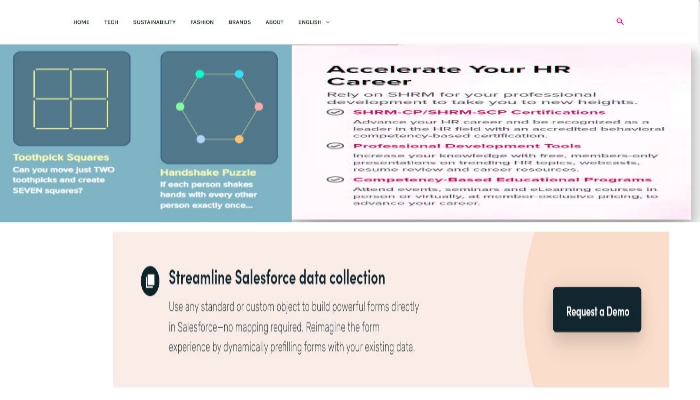 HOME TECH SUSTAINABILITY FASHION BRANDS ABOUT ENGLISH
Toothpick Squares
Can you move just TWO
toothpicks and create
SEVEN squares?
Handshake Puzzle
If each person shakes
hands with every other
person exactly once...
Accelerate Your HR
Career
Rely on SHRM for your professional
development to take you to new heights.
SHRM-CP/SHRM-SCP Certifications
Advance your HR career and be recognized as a
leader in the HR field with an accredited behavioral
competency-based certification.
Professional Development Tools
Increase your knowledge with free, members-only
presentations on trending HR topics, webcasts,
resume review and career resources.
Competency-Based Educational Programs
Attend events, seminars and eLearning courses in
person or virtually, at member-exclusive pricing, to
advance your career.
Streamline Salesforce data collection
Use any standard or custom object to build powerful forms directly
in Salesforce—no mapping required. Reimagine the form
experience by dynamically prefilling forms with your existing data.
Request a Demo